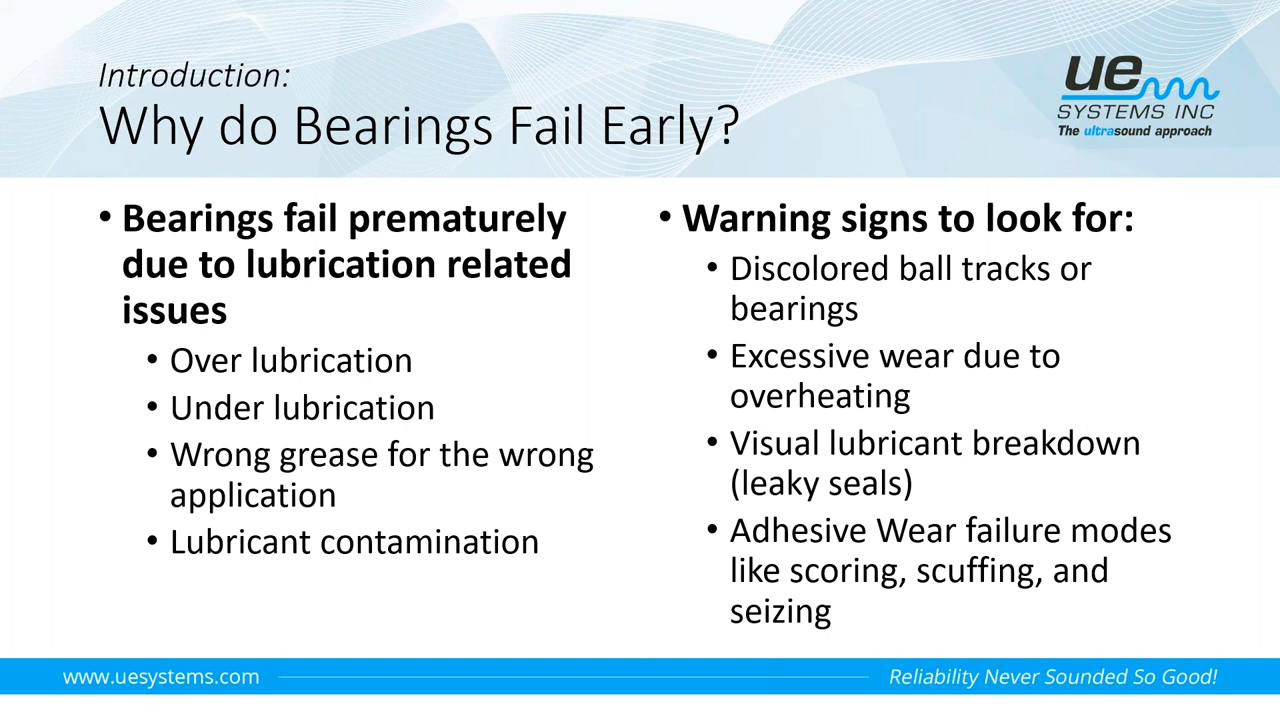 Introduction:
Why do Bearings Fail Early?
ue
SYSTEMS INC
The ultrasound approach
• Bearings fail prematurely
due to lubrication related
issues
• Over lubrication
• Under lubrication
• Wrong grease for the wrong
application
• Lubricant contamination
• Warning signs to look for:
• Discolored ball tracks or
bearings
• Excessive wear due to
overheating
• Visual lubricant breakdown
(leaky seals)
• Adhesive Wear failure modes
like scoring, scuffing, and
seizing
www.uesystems.com
Reliability Never Sounded So Good!